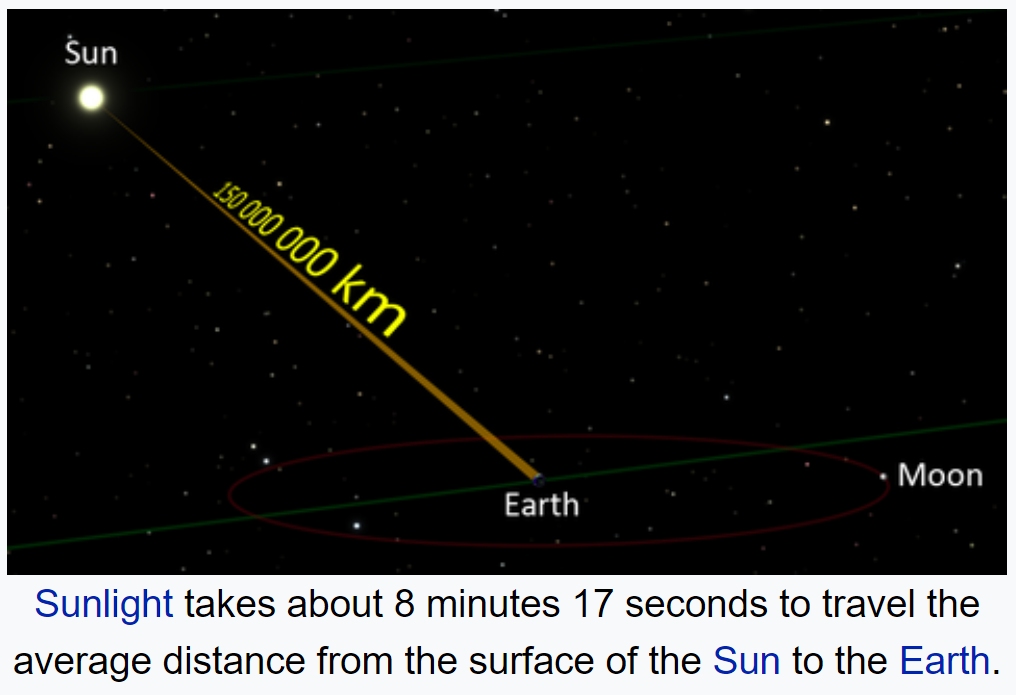 Sun
150 000 000 km
Moon
Earth
Sunlight takes about 8 minutes 17 seconds to travel the
average distance from the surface of the Sun to the Earth.